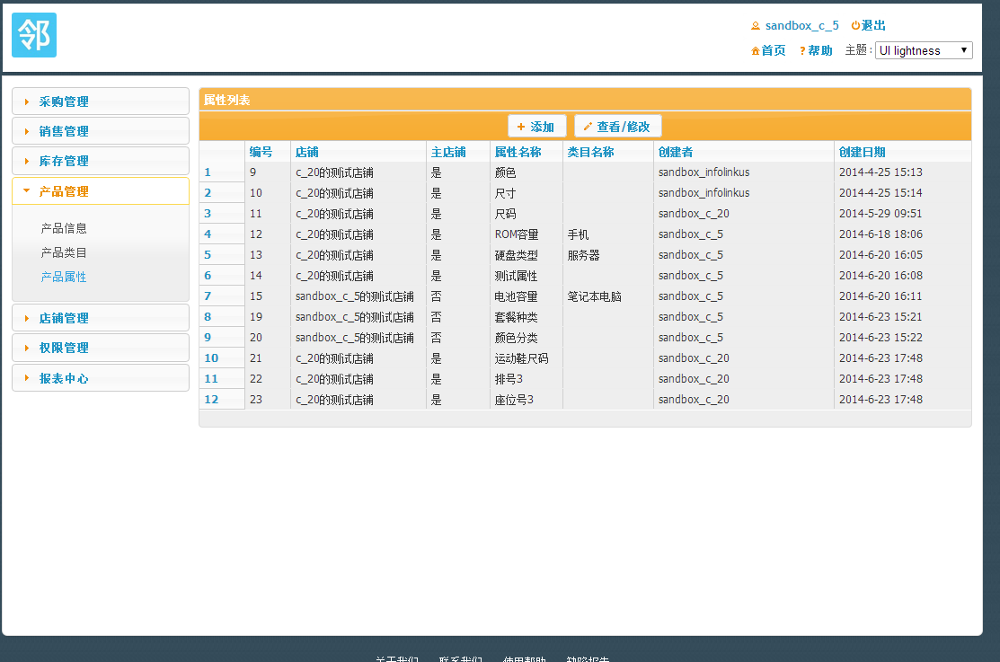 邻
sandbox_c_5 退出
首页 ?帮助 主题: UI lightness
采购管理
销售管理
库存管理
产品管理
产品信息
产品类目
产品属性
店铺管理
权限管理
报表中心
属性列表
+ 添加 查看/修改
编号 店铺 主店铺 属性名称 类目名称 创建者 创建日期
1 9 c_20的测试店铺 是 颜色 sandbox_infolinkus 2014-4-25 15:13
2 10 c_20的测试店铺 是 尺寸 sandbox_infolinkus 2014-4-25 15:14
3 11 c_20的测试店铺 是 尺码 sandbox_c_20 2014-5-29 09:51
4 12 c_20的测试店铺 是 ROM容量 手机 sandbox_c_5 2014-6-18 18:06
5 13 c_20的测试店铺 是 硬盘类型 服务器 sandbox_c_5 2014-6-20 16:05
6 14 c_20的测试店铺 是 测试属性 sandbox_c_5 2014-6-20 16:08
7 15 sandbox_c_5的测试店铺 否 电池容量 笔记本电脑 sandbox_c_5 2014-6-20 16:11
8 19 sandbox_c_5的测试店铺 否 套餐种类 sandbox_c_5 2014-6-23 15:21
9 20 sandbox_c_5的测试店铺 否 颜色分类 sandbox_c_5 2014-6-23 15:22
10 21 c_20的测试店铺 是 运动鞋尺码 sandbox_c_20 2014-6-23 17:48
11 22 c_20的测试店铺 是 排号3 sandbox_c_20 2014-6-23 17:48
12 23 c_20的测试店铺 是 座位号3 sandbox_c_20 2014-6-23 17:48
关于我们 联系我们 使用帮助 缺陷报告